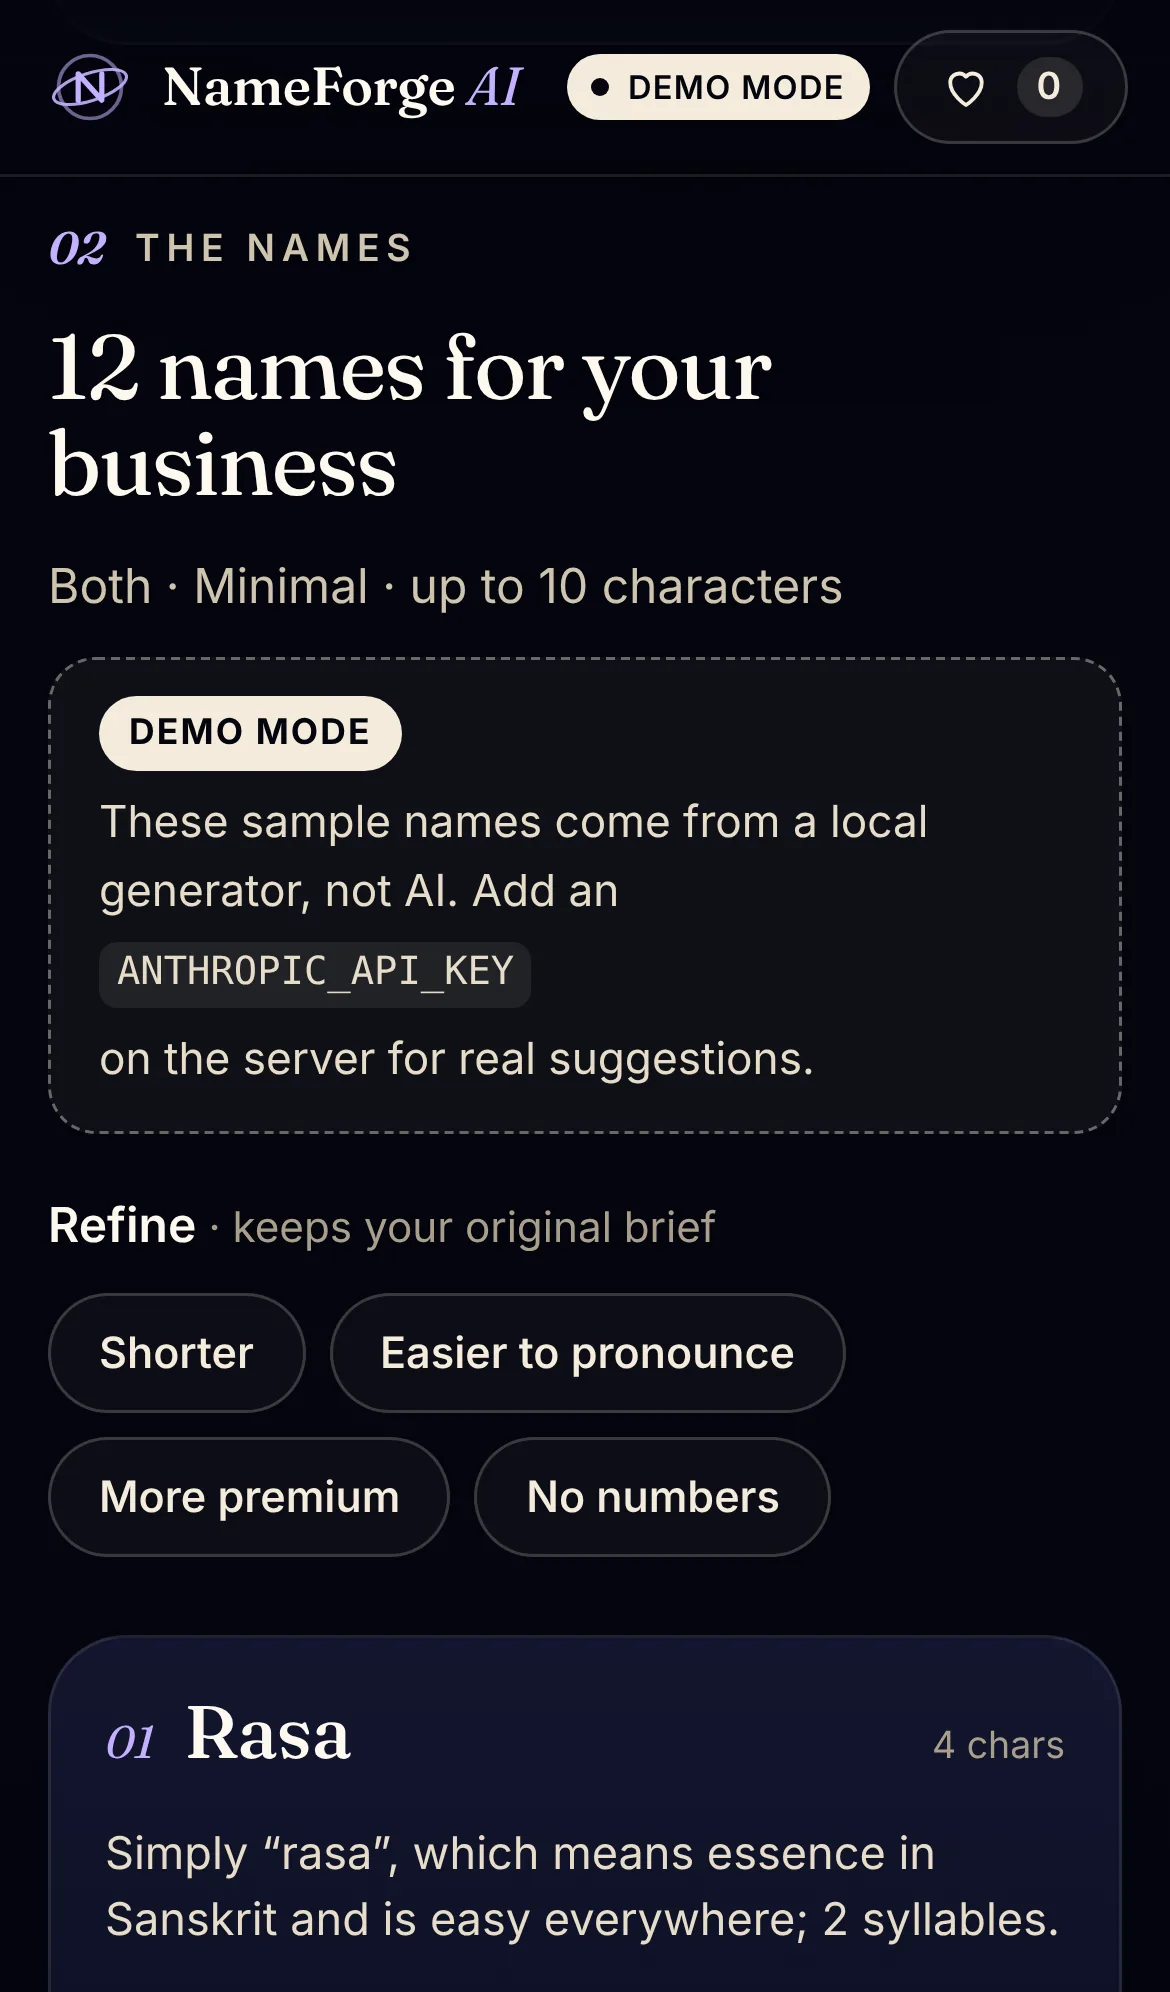 NameForge AI
DEMO MODE
0
02 THE NAMES
12 names for your
business
Both · Minimal · up to 10 characters
DEMO MODE
These sample names come from a local
generator, not AI. Add an
ANTHROPIC_API_KEY
on the server for real suggestions.
Refine · keeps your original brief
Shorter
Easier to pronounce
More premium
No numbers
01 Rasa
4 chars
Simply “rasa”, which means essence in
Sanskrit and is easy everywhere; 2 syllables.